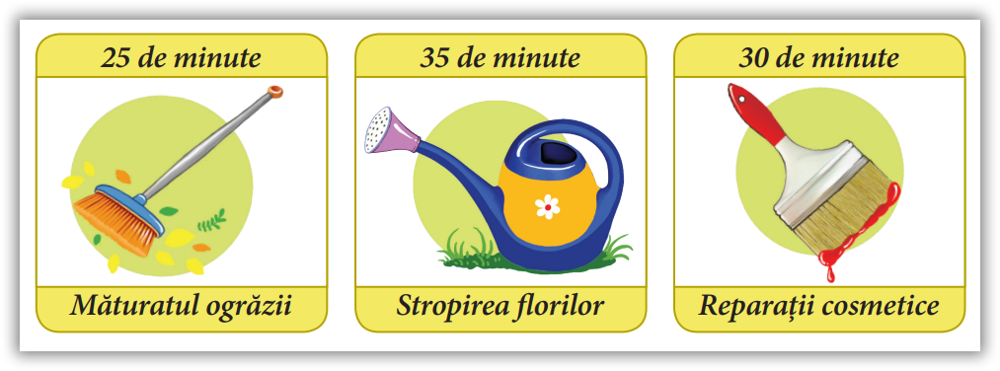 25 de minute
Măturatul ogrăzii
35 de minute
Stropirea florilor
30 de minute
Reparații cosmetice